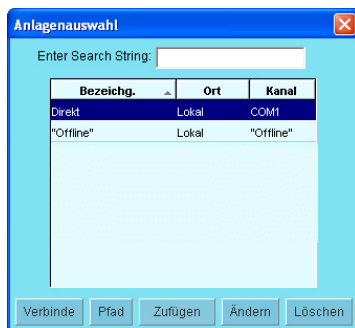 Anlagenauswahl
Enter Search String:
Bezeichg. Ort Kanal
Direkt Lokal COM1
"Offline" Lokal "Offline"
Verbinde Pfad Zufügen Ändern Löschen